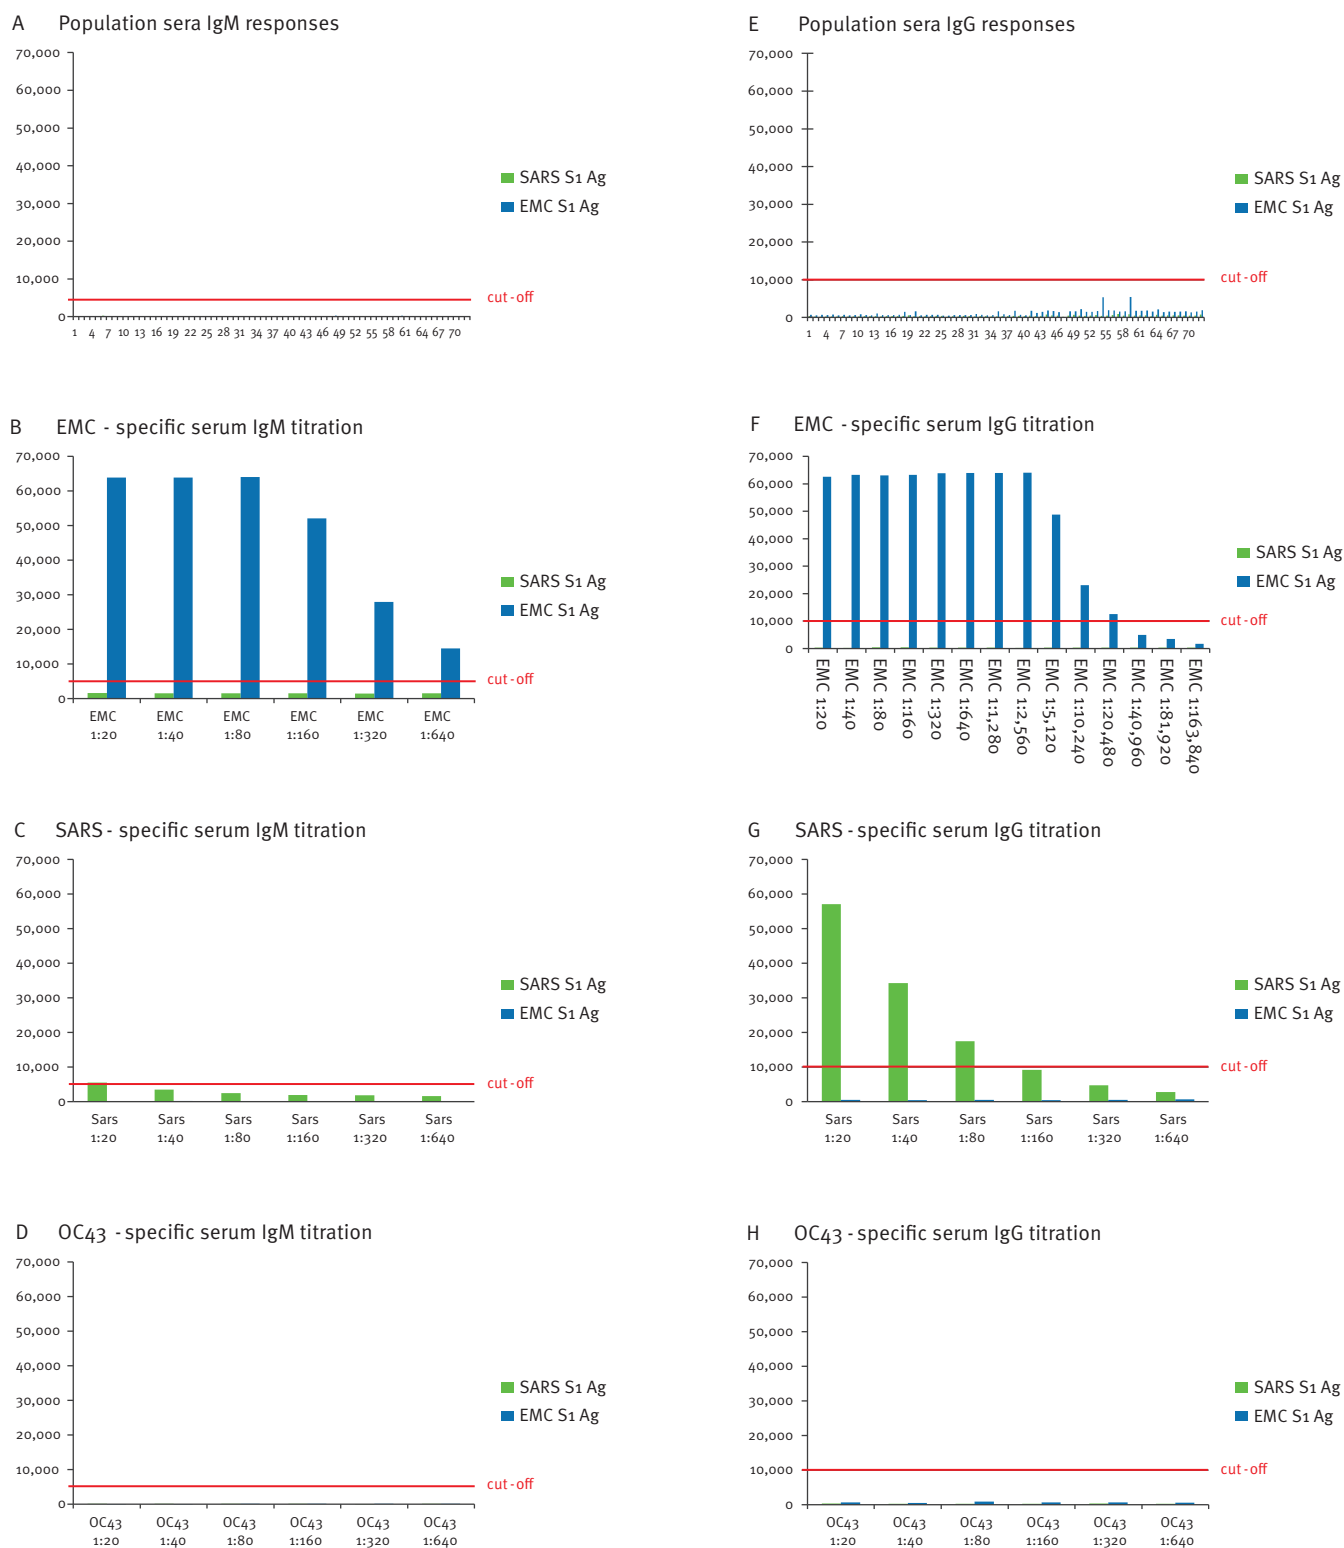 A Population sera IgM responses
70,000
60,000
50,000
40,000
30,000
20,000
10,000
0
cut-off
1 4 7 10 13 16 19 22 25 28 31 34 37 40 43 46 49 52 55 58 61 64 67 70
SARS S1 Ag
EMC S1 Ag
E Population sera IgG responses
70,000
60,000
50,000
40,000
30,000
20,000
10,000
0
cut-off
1 4 7 10 13 16 19 22 25 28 31 34 37 40 43 46 49 52 55 58 61 64 67 70
SARS S1 Ag
EMC S1 Ag
B EMC - specific serum IgM titration
70,000
60,000
50,000
40,000
30,000
20,000
10,000
0
cut-off
EMC EMC EMC EMC EMC EMC
1:20 1:40 1:80 1:160 1:320 1:640
SARS S1 Ag
EMC S1 Ag
F EMC - specific serum IgG titration
70,000
60,000
50,000
40,000
30,000
20,000
10,000
0
cut-off
EMC 1:20
EMC 1:40
EMC 1:80
EMC 1:160
EMC 1:320
EMC 1:640
EMC 1:1,280
EMC 1:2,560
EMC 1:5,120
EMC 1:10,240
EMC 1:20,480
EMC 1:40,960
EMC 1:81,920
EMC 1:163,840
SARS S1 Ag
EMC S1 Ag
C SARS - specific serum IgM titration
70,000
60,000
50,000
40,000
30,000
20,000
10,000
0
cut-off
Sars Sars Sars Sars Sars Sars
1:20 1:40 1:80 1:160 1:320 1:640
SARS S1 Ag
EMC S1 Ag
G SARS - specific serum IgG titration
70,000
60,000
50,000
40,000
30,000
20,000
10,000
0
cut-off
Sars Sars Sars Sars Sars Sars
1:20 1:40 1:80 1:160 1:320 1:640
SARS S1 Ag
EMC S1 Ag
D OC43 - specific serum IgM titration
70,000
60,000
50,000
40,000
30,000
20,000
10,000
0
cut-off
OC43 OC43 OC43 OC43 OC43 OC43
1:20 1:40 1:80 1:160 1:320 1:640
SARS S1 Ag
EMC S1 Ag
H OC43 - specific serum IgG titration
70,000
60,000
50,000
40,000
30,000
20,000
10,000
0
cut-off
OC43 OC43 OC43 OC43 OC43 OC43
1:20 1:40 1:80 1:160 1:320 1:640
SARS S1 Ag
EMC S1 Ag